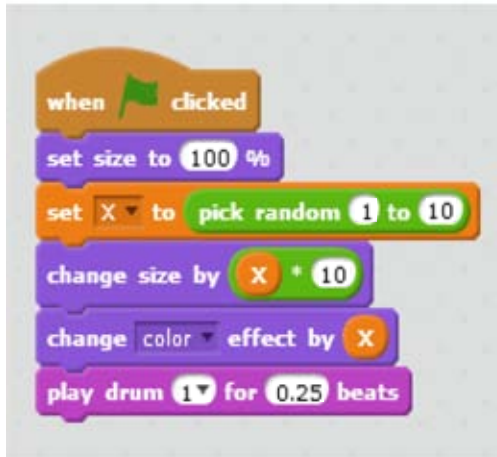 when clicked
set size to 100 %
set X to pick random 1 to 10
change size by X * 10
change color effect by X
play drum 1 for 0.25 beats